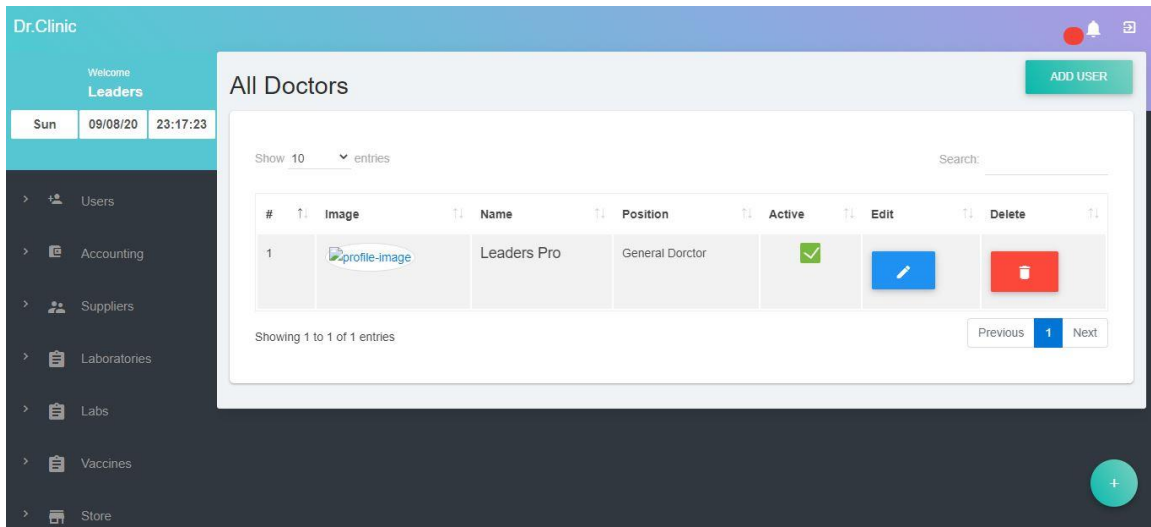 Dr.Clinic
Welcome
Leaders
Sun 09/08/20 23:17:23
Users
Accounting
Suppliers
Laboratories
Labs
Vaccines
Store
All Doctors
ADD USER
Show 10 entries
Search:
# Image Name Position Active Edit Delete
1 profile-image Leaders Pro General Dorctor
Showing 1 to 1 of 1 entries
Previous 1 Next